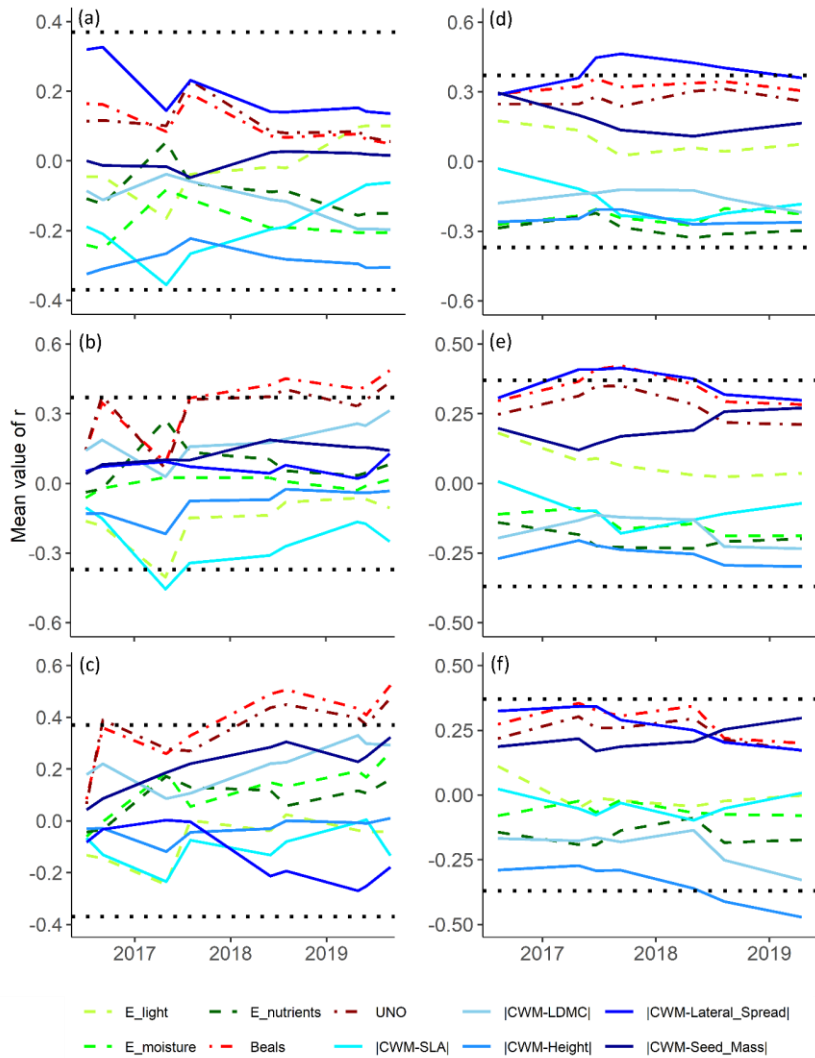 (a)
0.4
0.2
0.0
-0.2
-0.4
(d)
0.6
0.3
0.0
-0.3
-0.6
Mean value of r
(b)
0.6
0.3
0.0
-0.3
-0.6
(e)
0.50
0.25
0.00
-0.25
-0.50
(c)
0.6
0.4
0.2
0.0
-0.2
-0.4
2017 2018 2019
(f)
0.50
0.25
0.00
-0.25
-0.50
2017 2018 2019
E_light E_nutrients UNO |CWM-LDMC| |CWM-Lateral_Spread|
E_moisture Beals |CWM-SLA| |CWM-Height| |CWM-Seed_Mass|